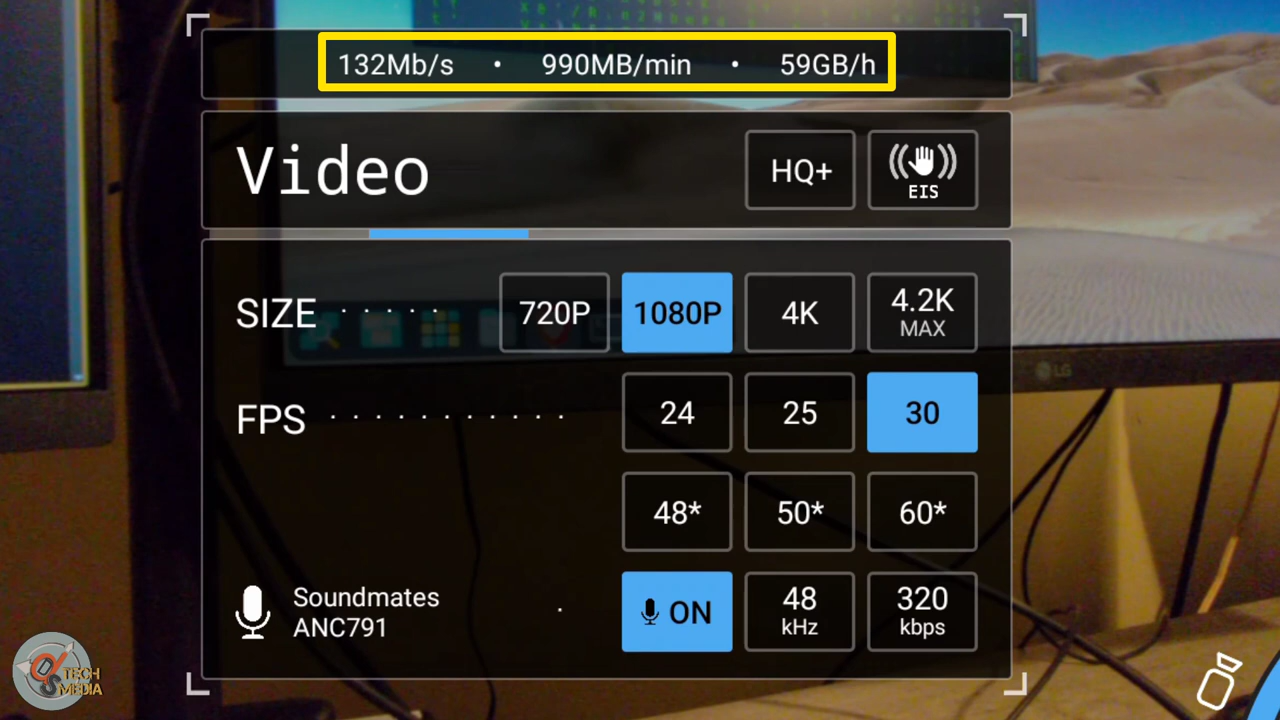 132Mb/s • 990MB/min • 59GB/h
Video HQ+
EIS
SIZE 720P 1080P 4K 4.2K
MAX
FPS 24 25 30
48* 50* 60*
Soundmates ON 48 320
ANC791 kHz kbps
LG
TECH
MEDIA